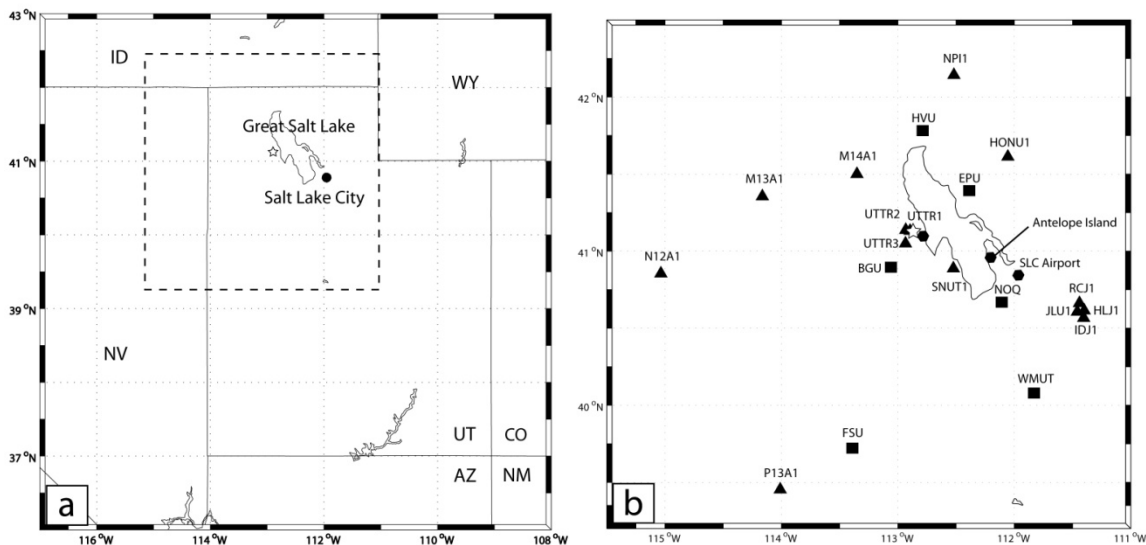 43°N
41°N
39°N
37°N
116°W
114°W
112°W
110°W
108°W
ID
WY
Great Salt Lake
Salt Lake City
NV
UT
CO
AZ
NM
a
42°N
41°N
40°N
115°W
114°W
113°W
112°W
111°W
NPI1
HVU
HONU1
M14A1
M13A1
EPU
UTTR2
UTTR1
Antelope Island
UTTR3
N12A1
BGU
SLC Airport
SNUT1
NOQ
RCJ1
JLU1
HLJ1
IDJ1
WMUT
FSU
P13A1
b